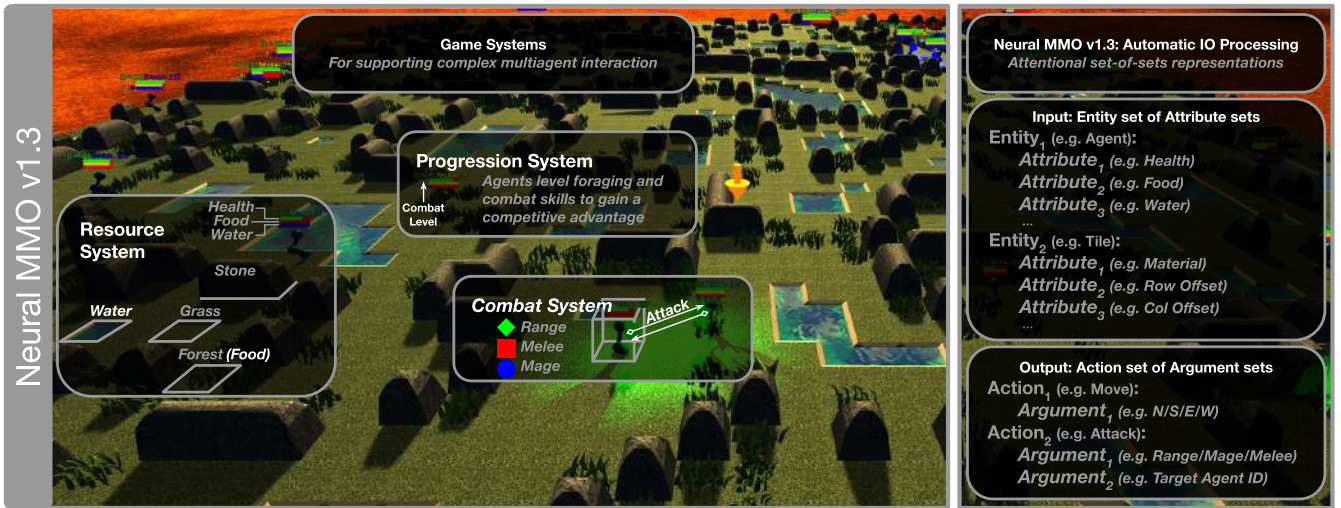 Neural MMO v1.3
Game Systems
For supporting complex multiagent interaction
Progression System
Agents level foraging and
combat skills to gain a
competitive advantage
Combat
Level
Resource
System
Health
Food
Water
Stone
Water
Grass
Forest (Food)
Combat System
Range
Melee
Mage
Attack
Neural MMO v1.3: Automatic IO Processing
Attentional set-of-sets representations
Input: Entity set of Attribute sets
Entity1 (e.g. Agent):
Attribute1 (e.g. Health)
Attribute2 (e.g. Food)
Attribute3 (e.g. Water)
...
Entity2 (e.g. Tile):
Attribute1 (e.g. Material)
Attribute2 (e.g. Row Offset)
Attribute3 (e.g. Col Offset)
...
Output: Action set of Argument sets
Action1 (e.g. Move):
Argument1 (e.g. N/S/E/W)
Action2 (e.g. Attack):
Argument1 (e.g. Range/Mage/Melee)
Argument2 (e.g. Target Agent ID)